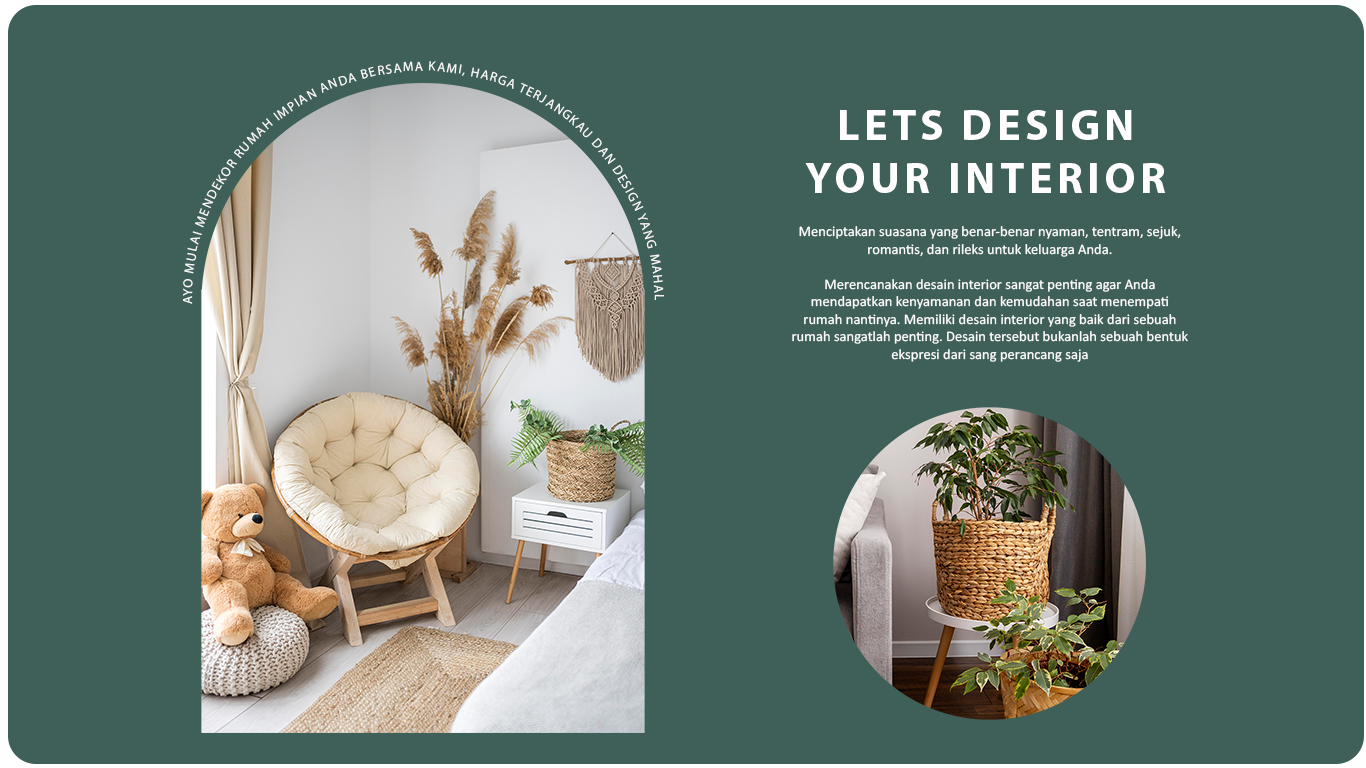 AYO MULAI MENDEKOR RUMAH IMPIAN ANDA BERSAMA KAMI, HARGA TERJANGKAU DAN DESIGN YANG MAHAL
LETS DESIGN
YOUR INTERIOR
Menciptakan suasana yang benar-benar nyaman, tentram, sejuk,
romantis, dan rileks untuk keluarga Anda.
Merencanakan desain interior sangat penting agar Anda
mendapatkan kenyamanan dan kemudahan saat menempati
rumah nantinya. Memiliki desain interior yang baik dari sebuah
rumah sangatlah penting. Desain tersebut bukanlah sebuah bentuk
ekspresi dari sang perancang saja